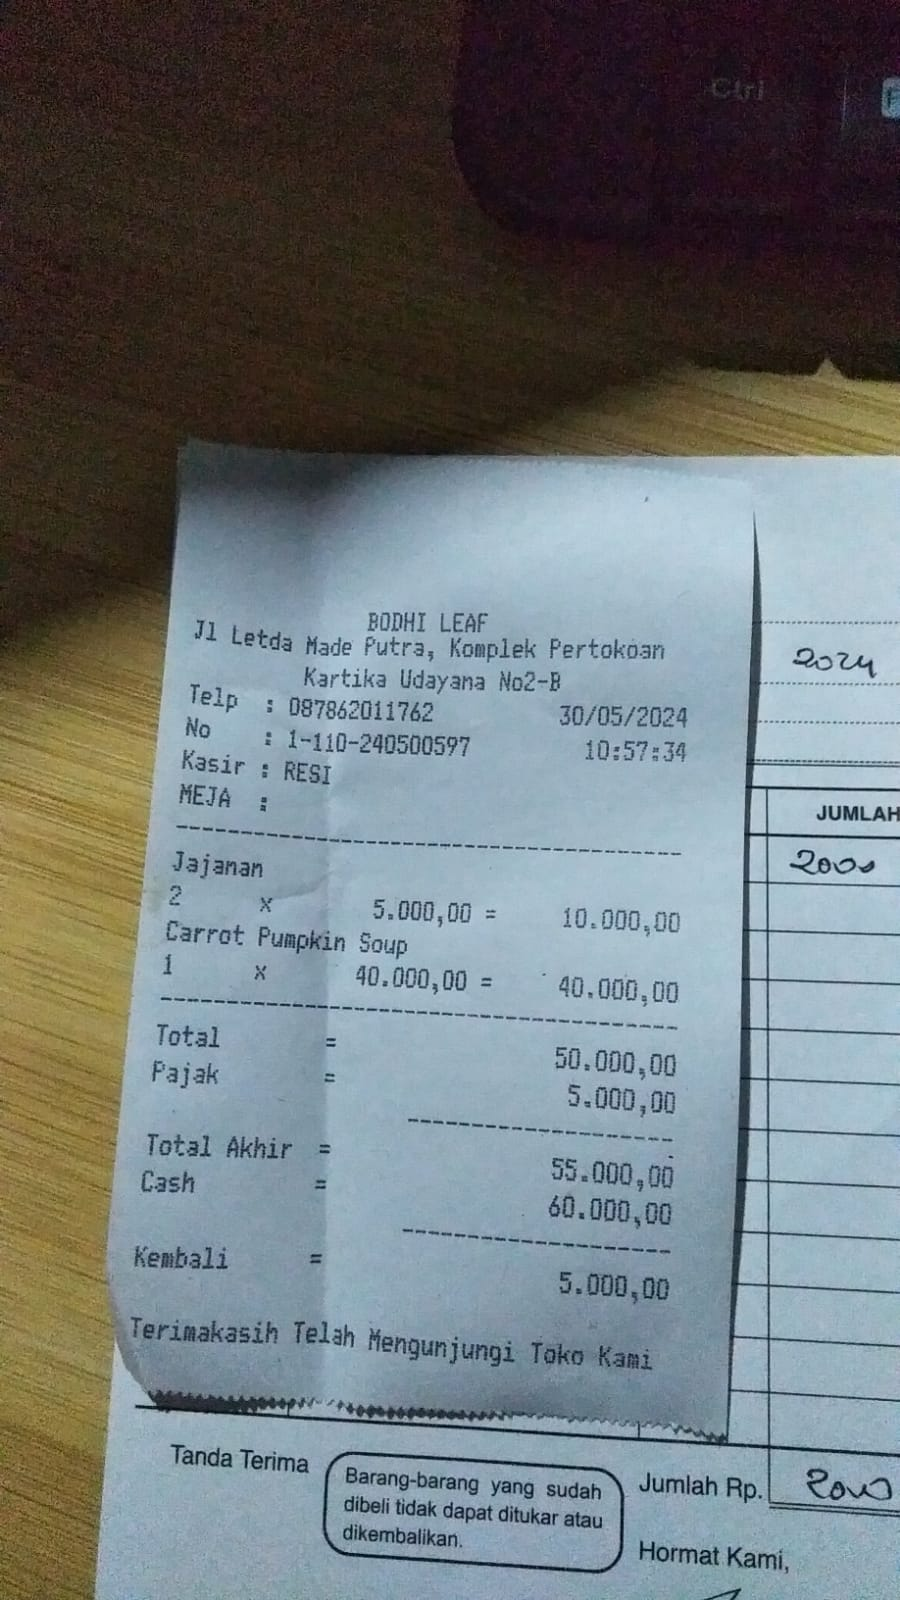 Ctrl
BODHI LEAF
Jl Letda Made Putra, Komplek Pertokoan
Kartika Udayana No2-B
Telp : 087862011762 30/05/2024
No : 1-110-240500597 10:57:34
Kasir : RESI
MEJA :
Jajanan
2 x 5.000,00 = 10.000,00
Carrot Pumpkin Soup
1 x 40.000,00 = 40.000,00
Total = 50.000,00
Pajak = 5.000,00
Total Akhir = 55.000,00
Cash = 60.000,00
Kembali = 5.000,00
Terimakasih Telah Mengunjungi Toko Kami
2024
JUMLAH
2000
Tanda Terima
Barang-barang yang sudah
dibeli tidak dapat ditukar atau
dikembalikan.
Jumlah Rp. 2000
Hormat Kami,